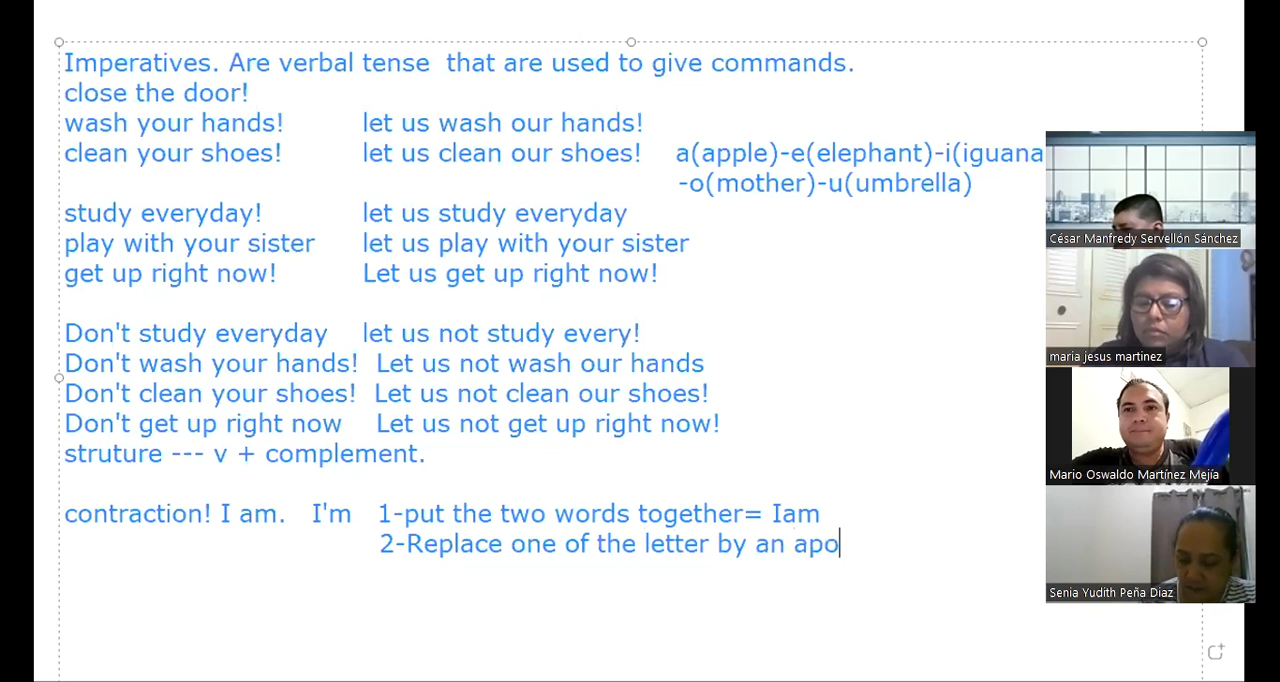 Imperatives. Are verbal tense  that are used to give commands.
close the door!
wash your hands! let us wash our hands!
clean your shoes! let us clean our shoes! a(apple)-e(elephant)-i(iguana
-o(mother)-u(umbrella)
study everyday! let us study everyday
play with your sister let us play with your sister
get up right now! Let us get up right now!
Don't study everyday let us not study every!
Don't wash your hands! Let us not wash our hands
Don't clean your shoes! Let us not clean our shoes!
Don't get up right now Let us not get up right now!
struture --- v + complement.
contraction! I am. I'm 1-put the two words together= Iam
2-Replace one of the letter by an apo
César Manfredy Servellón Sánchez
maria jesus martinez
Mario Oswaldo Martínez Mejía
Senia Yudith Peña Diaz